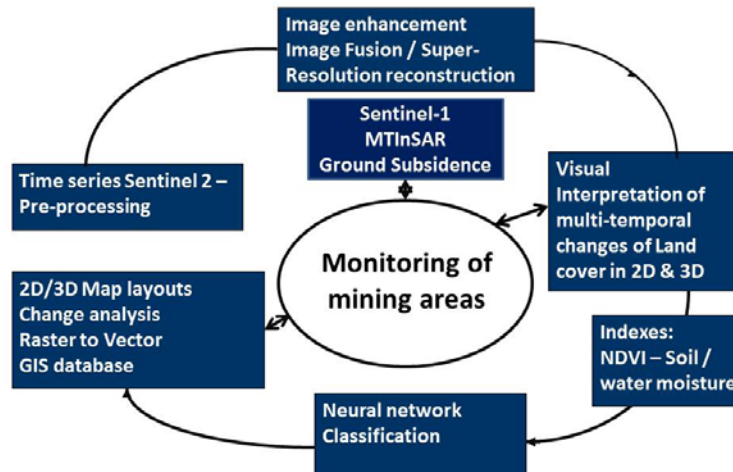 Image enhancement
Image Fusion / Super-
Resolution reconstruction
Sentinel-1
MTInSAR
Ground Subsidence
Time series Sentinel 2 –
Pre-processing
Visual
Interpretation of
multi-temporal
changes of Land
cover in 2D & 3D
Monitoring of
mining areas
2D/3D Map layouts
Change analysis
Raster to Vector
GIS database
Indexes:
NDVI – Soil /
water moisture
Neural network
Classification